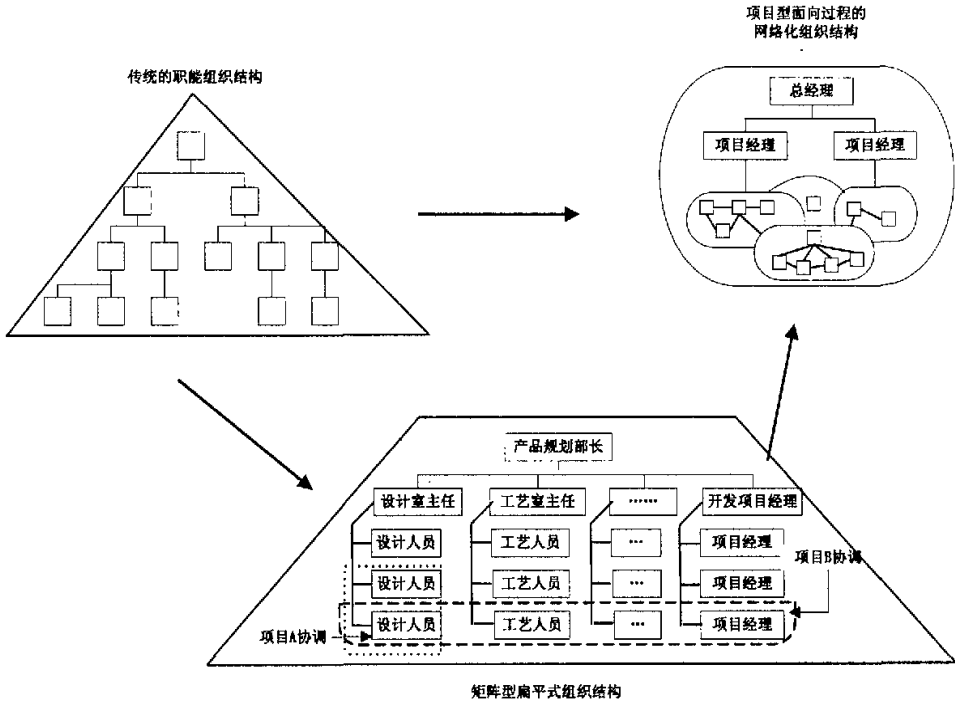 项目型面向过程的
网络化组织结构
传统的职能组织结构
总经理
项目经理 项目经理
产品规划部长
设计室主任 工艺室主任 …… 开发项目经理
设计人员 工艺人员 … 项目经理
项目B协调
设计人员 工艺人员 … 项目经理
设计人员 工艺人员 … 项目经理
项目A协调
矩阵型扁平式组织结构